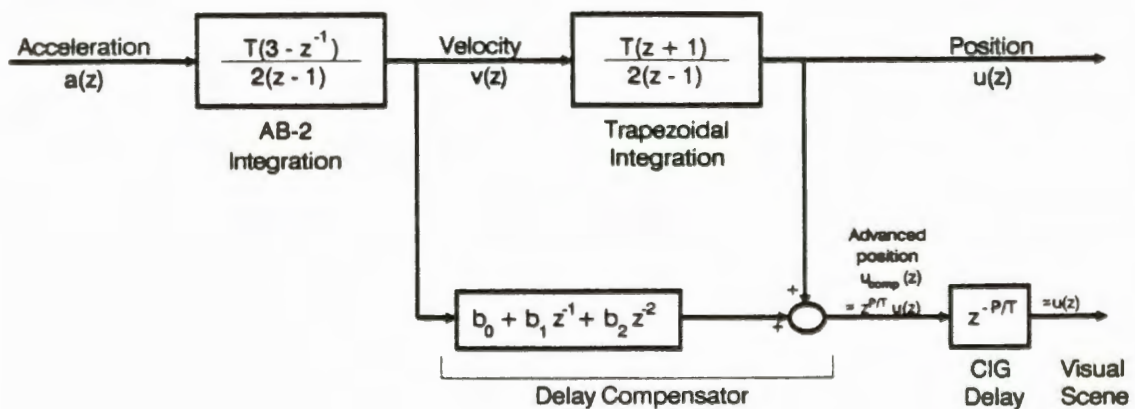 Acceleration
a(z)
T(3 - z⁻¹)
2(z - 1)
AB-2
Integration
Velocity
v(z)
T(z + 1)
2(z - 1)
Trapezoidal
Integration
Position
u(z)
b₀ + b₁ z⁻¹ + b₂ z⁻²
+
+
Advanced
position
u_comp (z)
= z^P/T u(z)
z^-P/T
≈u(z)
Delay Compensator
CIG
Delay
Visual
Scene